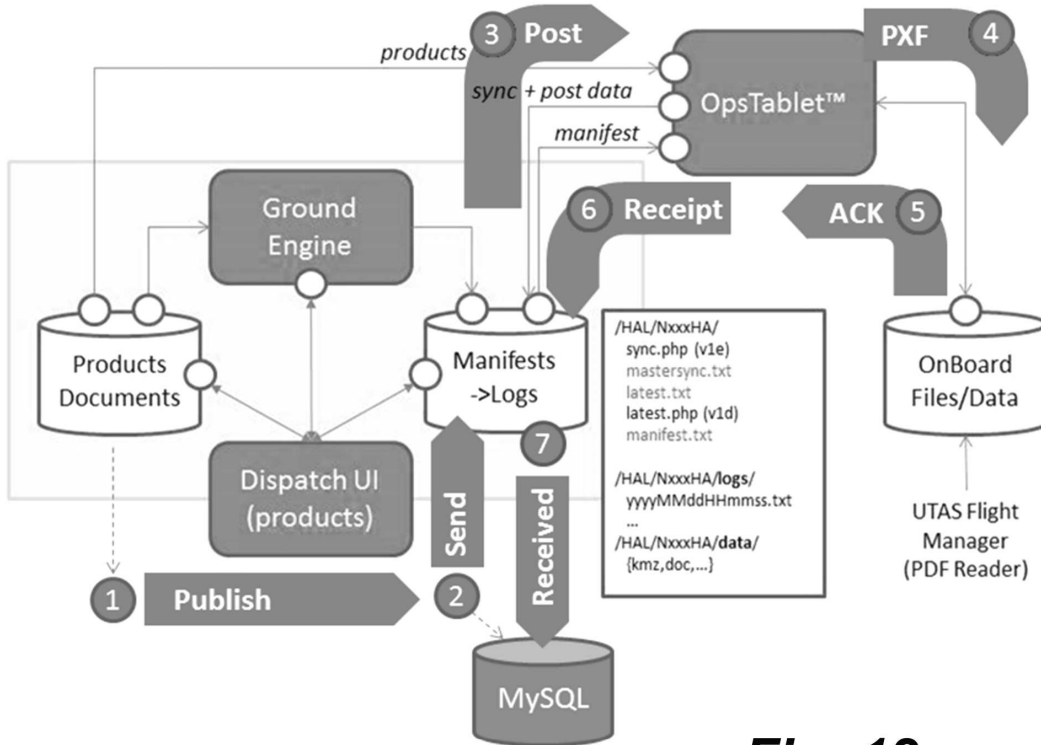 3 Post
PXF 4
products
sync + post data
manifest
OpsTablet™
Ground
Engine
6 Receipt
ACK 5
Products
Documents
Manifests
->Logs
/HAL/NxxxHA/
sync.php (v1e)
mastersync.txt
latest.txt
latest.php (v1d)
manifest.txt
/HAL/NxxxHA/logs/
yyyyMMddHHmmss.txt
...
/HAL/NxxxHA/data/
{kmz,doc,...}
OnBoard
Files/Data
Dispatch UI
(products)
Send
7
Received
UTAS Flight
Manager
(PDF Reader)
1 Publish
2
MySQL